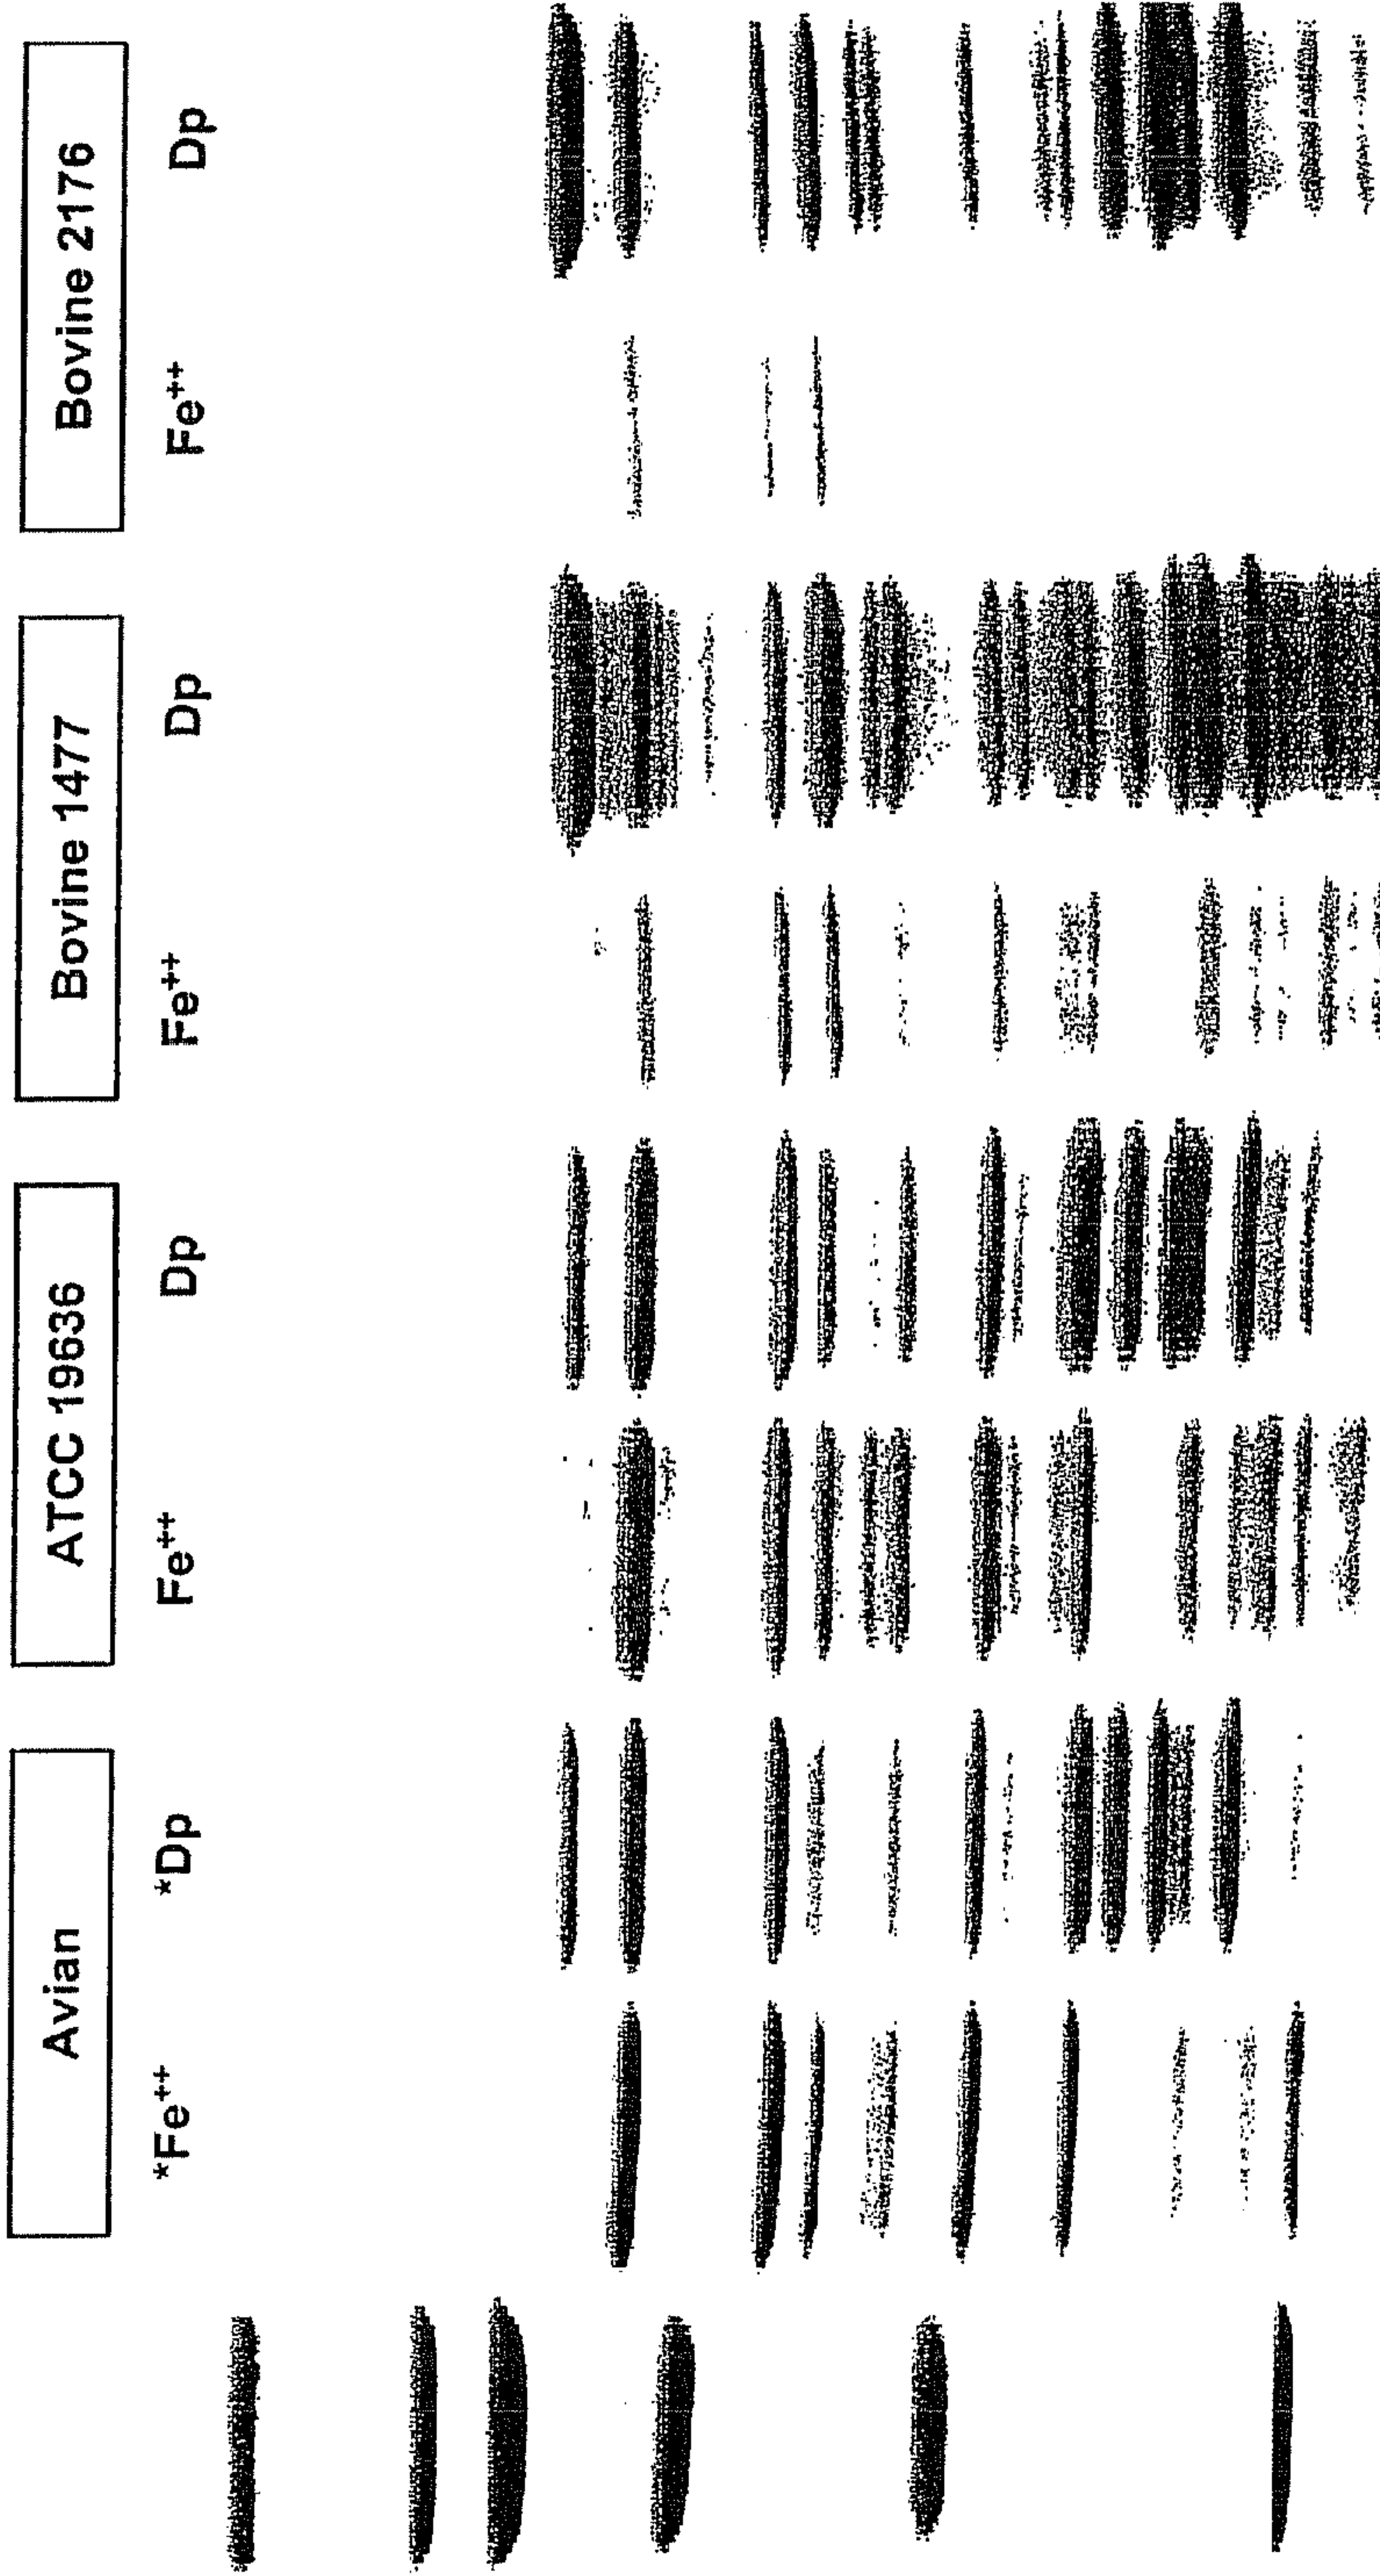 Avian
ATCC 19636
Bovine 1477
Bovine 2176
*Fe++
*Dp
Fe++
Dp
Fe++
Dp
Fe++
Dp